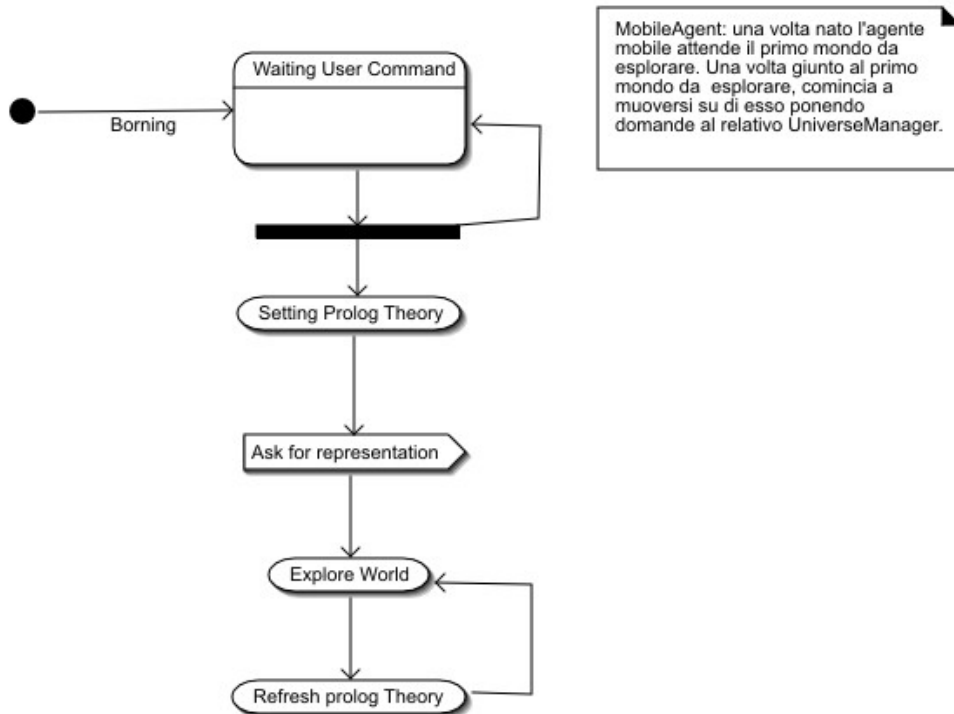 Waiting User Command
Borning
MobileAgent: una volta nato l'agente
mobile attende il primo mondo da
esplorare. Una volta giunto al primo
mondo da  esplorare, comincia a
muoversi su di esso ponendo
domande al relativo UniverseManager.
Setting Prolog Theory
Ask for representation
Explore World
Refresh prolog Theory